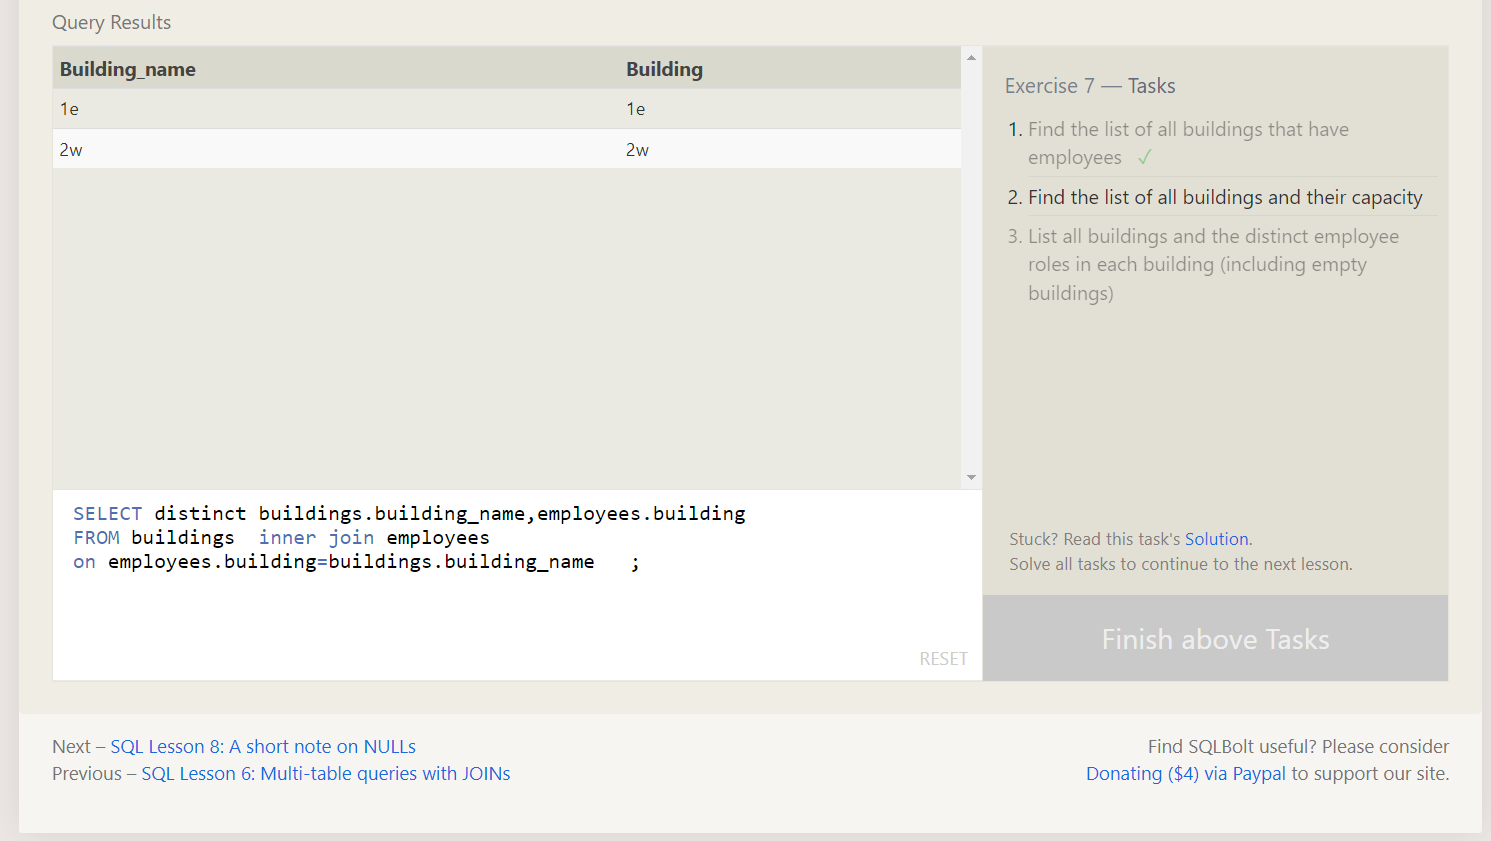 Query Results
Building_name Building
1e 1e
2w 2w
Exercise 7 — Tasks
1. Find the list of all buildings that have
employees ✓
2. Find the list of all buildings and their capacity
3. List all buildings and the distinct employee
roles in each building (including empty
buildings)
Stuck? Read this task's Solution.
Solve all tasks to continue to the next lesson.
Finish above Tasks
SELECT distinct buildings.building_name,employees.building
FROM buildings  inner join employees
on employees.building=buildings.building_name   ;
RESET
Next – SQL Lesson 8: A short note on NULLs
Previous – SQL Lesson 6: Multi-table queries with JOINs
Find SQLBolt useful? Please consider
Donating ($4) via Paypal to support our site.